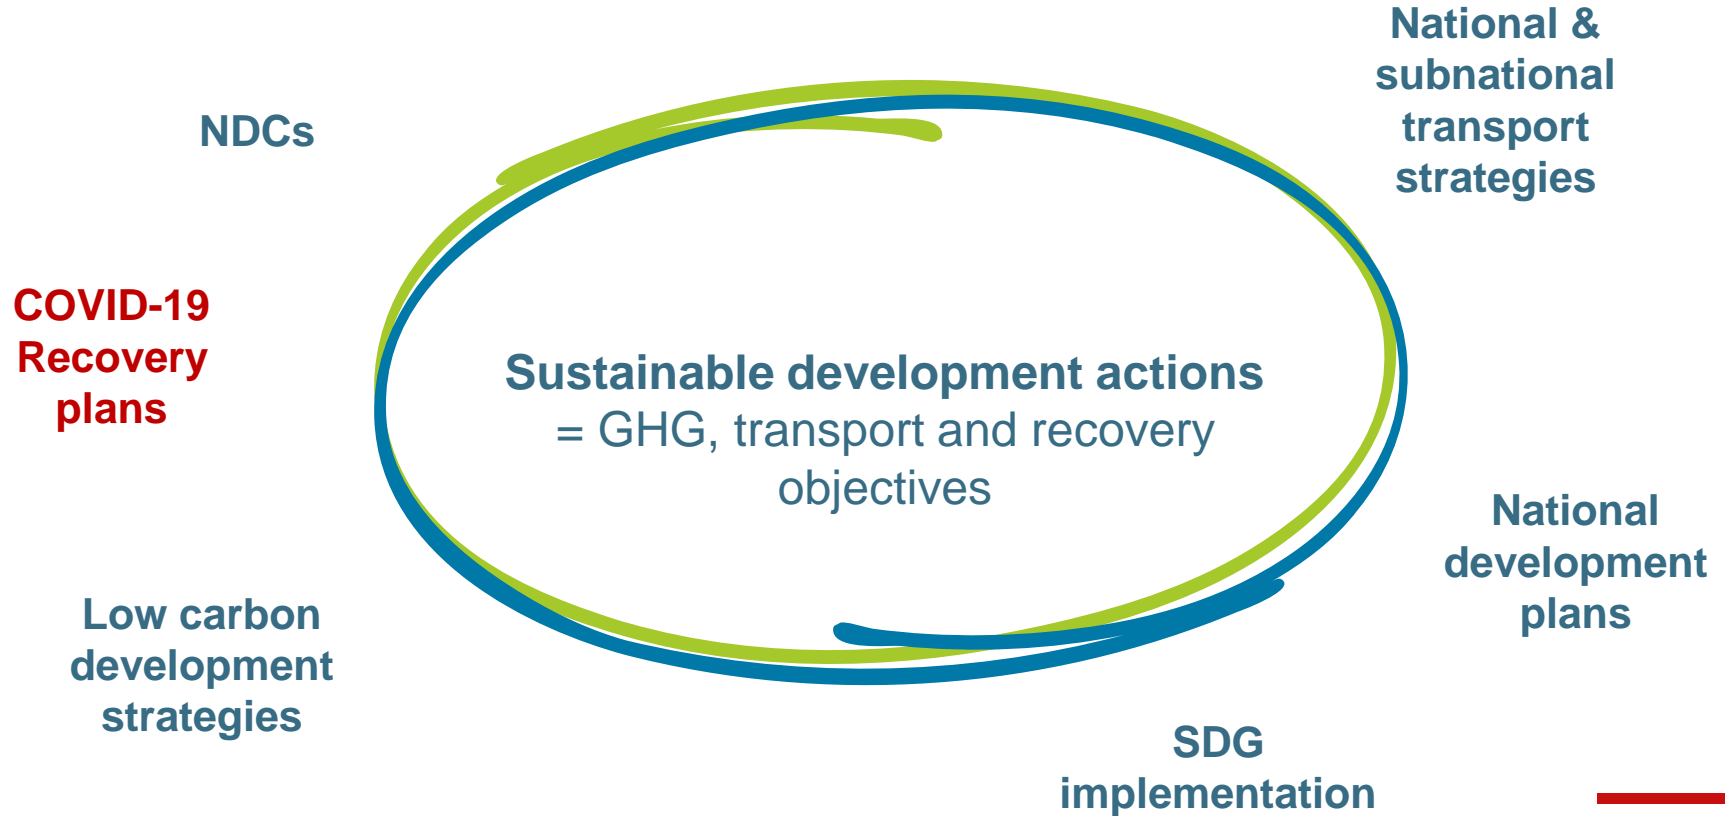 NDCs
National &
subnational
transport
strategies
COVID-19
Recovery
plans
Sustainable development actions
= GHG, transport and recovery
objectives
National
development
plans
Low carbon
development
strategies
SDG
implementation